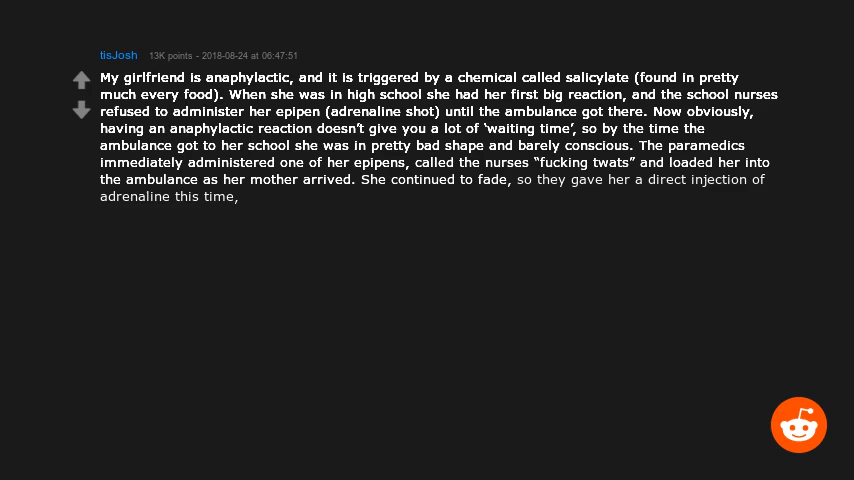 tisJosh 13K points - 2018-08-24 at 06:47:51
My girlfriend is anaphylactic, and it is triggered by a chemical called salicylate (found in pretty
much every food). When she was in high school she had her first big reaction, and the school nurses
refused to administer her epipen (adrenaline shot) until the ambulance got there. Now obviously,
having an anaphylactic reaction doesn't give you a lot of ‘waiting time’, so by the time the
ambulance got to her school she was in pretty bad shape and barely conscious. The paramedics
immediately administered one of her epipens, called the nurses “fucking twats” and loaded her into
the ambulance as her mother arrived. She continued to fade, so they gave her a direct injection of
adrenaline this time,